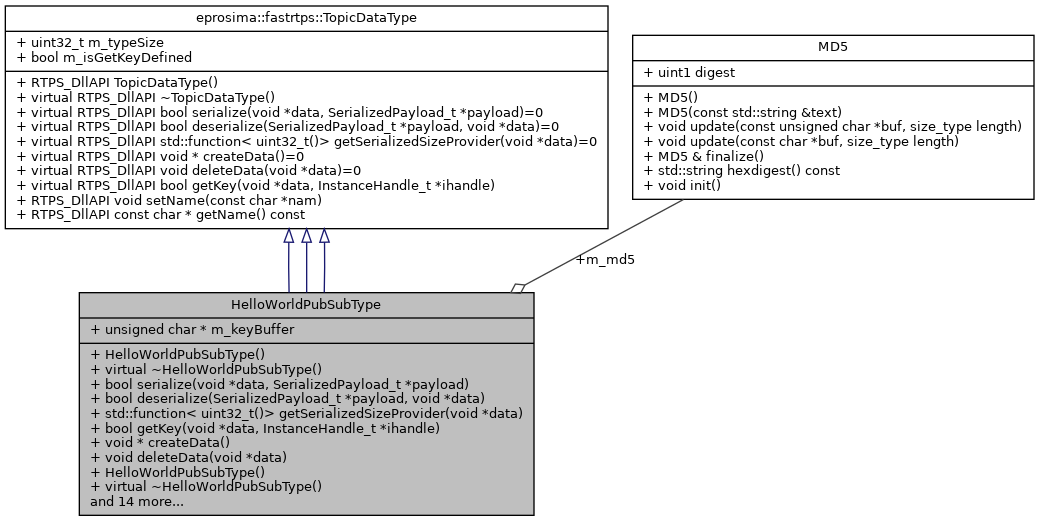 eprosima::fastrtps::TopicDataType
+ uint32_t m_typeSize
+ bool m_isGetKeyDefined
+ RTPS_DllAPI TopicDataType()
+ virtual RTPS_DllAPI ~TopicDataType()
+ virtual RTPS_DllAPI bool serialize(void *data, SerializedPayload_t *payload)=0
+ virtual RTPS_DllAPI bool deserialize(SerializedPayload_t *payload, void *data)=0
+ virtual RTPS_DllAPI std::function< uint32_t()> getSerializedSizeProvider(void *data)=0
+ virtual RTPS_DllAPI void * createData()=0
+ virtual RTPS_DllAPI void deleteData(void *data)=0
+ virtual RTPS_DllAPI bool getKey(void *data, InstanceHandle_t *ihandle)
+ RTPS_DllAPI void setName(const char *nam)
+ RTPS_DllAPI const char * getName() const
MD5
+ uint1 digest
+ MD5()
+ MD5(const std::string &text)
+ void update(const unsigned char *buf, size_type length)
+ void update(const char *buf, size_type length)
+ MD5 & finalize()
+ std::string hexdigest() const
+ void init()
+m_md5
HelloWorldPubSubType
+ unsigned char * m_keyBuffer
+ HelloWorldPubSubType()
+ virtual ~HelloWorldPubSubType()
+ bool serialize(void *data, SerializedPayload_t *payload)
+ bool deserialize(SerializedPayload_t *payload, void *data)
+ std::function< uint32_t()> getSerializedSizeProvider(void *data)
+ bool getKey(void *data, InstanceHandle_t *ihandle)
+ void * createData()
+ void deleteData(void *data)
+ HelloWorldPubSubType()
+ virtual ~HelloWorldPubSubType()
and 14 more...